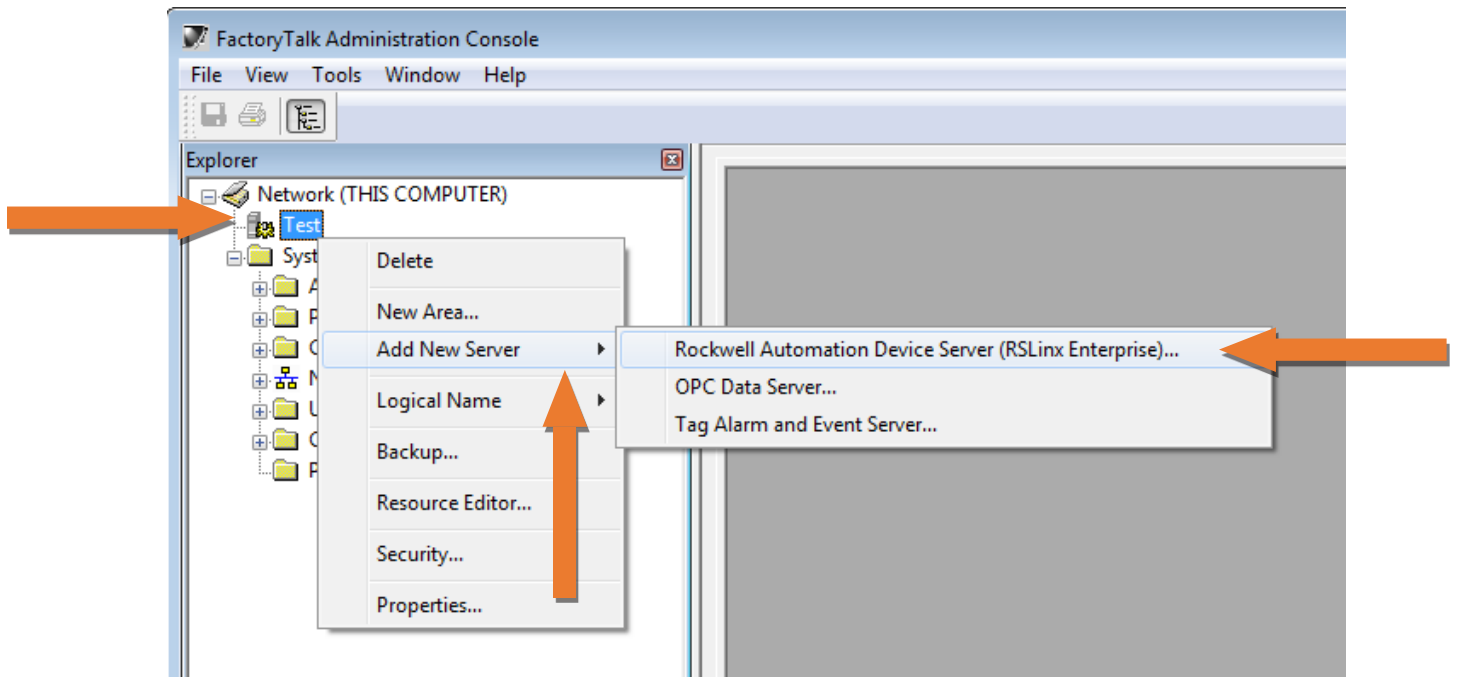 FactoryTalk Administration Console
File View Tools Window Help
Explorer
Network (THIS COMPUTER)
Test
Syst
Delete
A
New Area...
P
Add New Server
C
Rockwell Automation Device Server (RSLinx Enterprise)...
N
OPC Data Server...
Logical Name
U
Tag Alarm and Event Server...
C
Backup...
P
Resource Editor...
Security...
Properties...